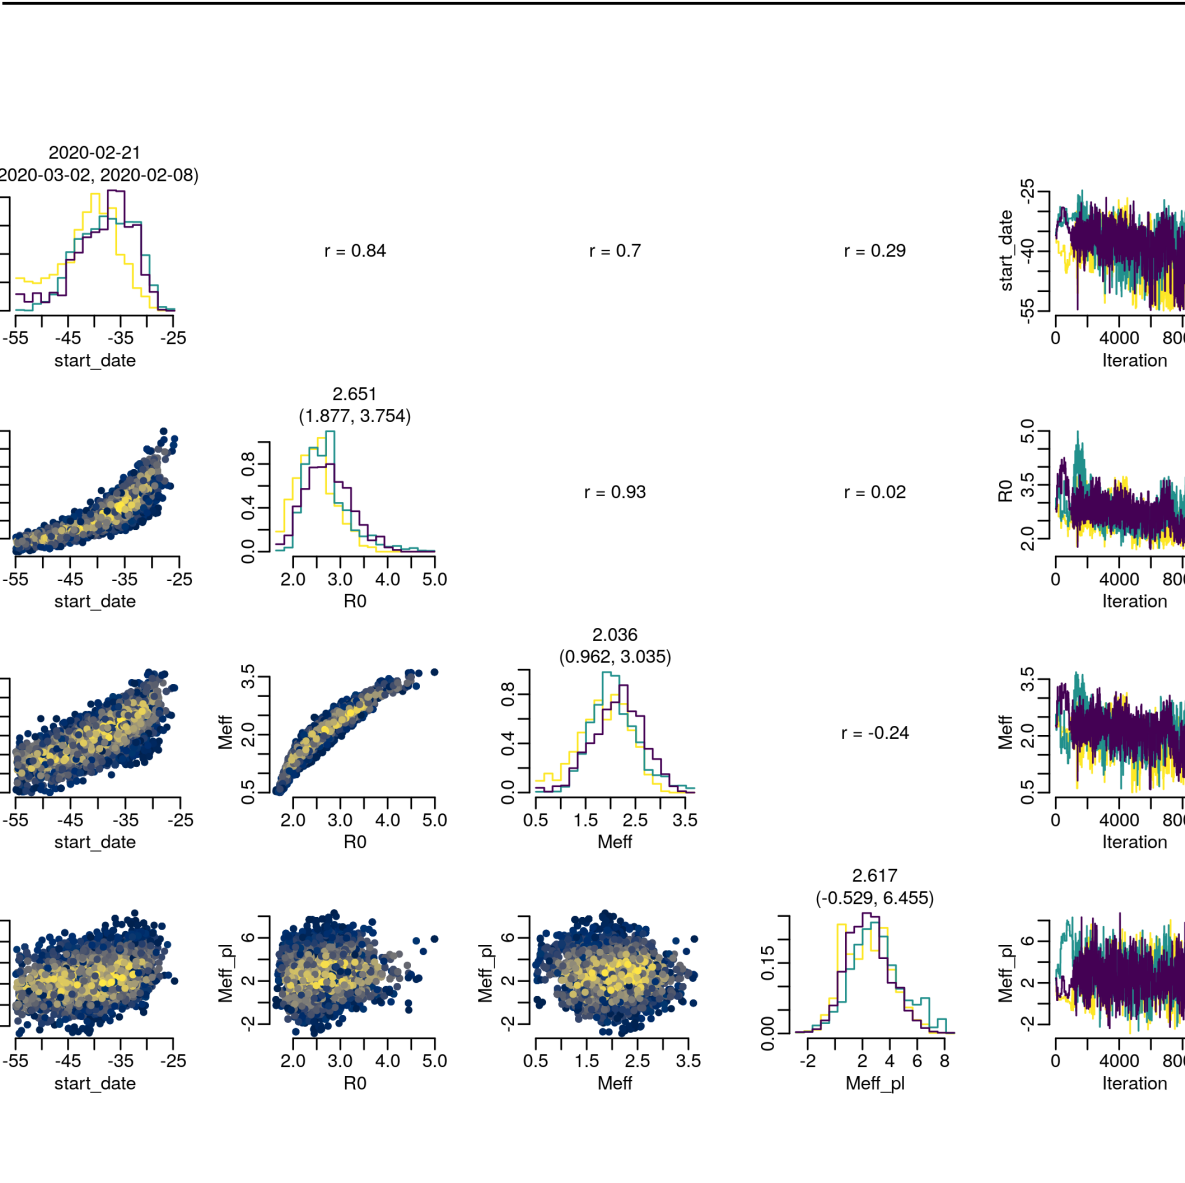 2020-02-21
2020-03-02, 2020-02-08)
-55 -45 -35 -25
start_date
r = 0.84
r = 0.7
r = 0.29
start_date
-25
-40
-55
0 4000 800
Iteration
-55 -45 -35 -25
start_date
2.651
(1.877, 3.754)
0.8
0.4
0.0
2.0 3.0 4.0 5.0
R0
r = 0.93
r = 0.02
R0
5.0
3.5
2.0
0 4000 800
Iteration
-55 -45 -35 -25
start_date
Meff
3.5
2.0
0.5
2.0 3.0 4.0 5.0
R0
2.036
(0.962, 3.035)
0.8
0.4
0.0
0.5 1.5 2.5 3.5
Meff
r = -0.24
Meff
3.5
2.0
0.5
0 4000 800
Iteration
-55 -45 -35 -25
start_date
Meff_pl
6
2
-2
2.0 3.0 4.0 5.0
R0
Meff_pl
6
2
-2
0.5 1.5 2.5 3.5
Meff
2.617
(-0.529, 6.455)
0.15
0.00
-2 2 4 6 8
Meff_pl
Meff_pl
6
2
-2
0 4000 800
Iteration